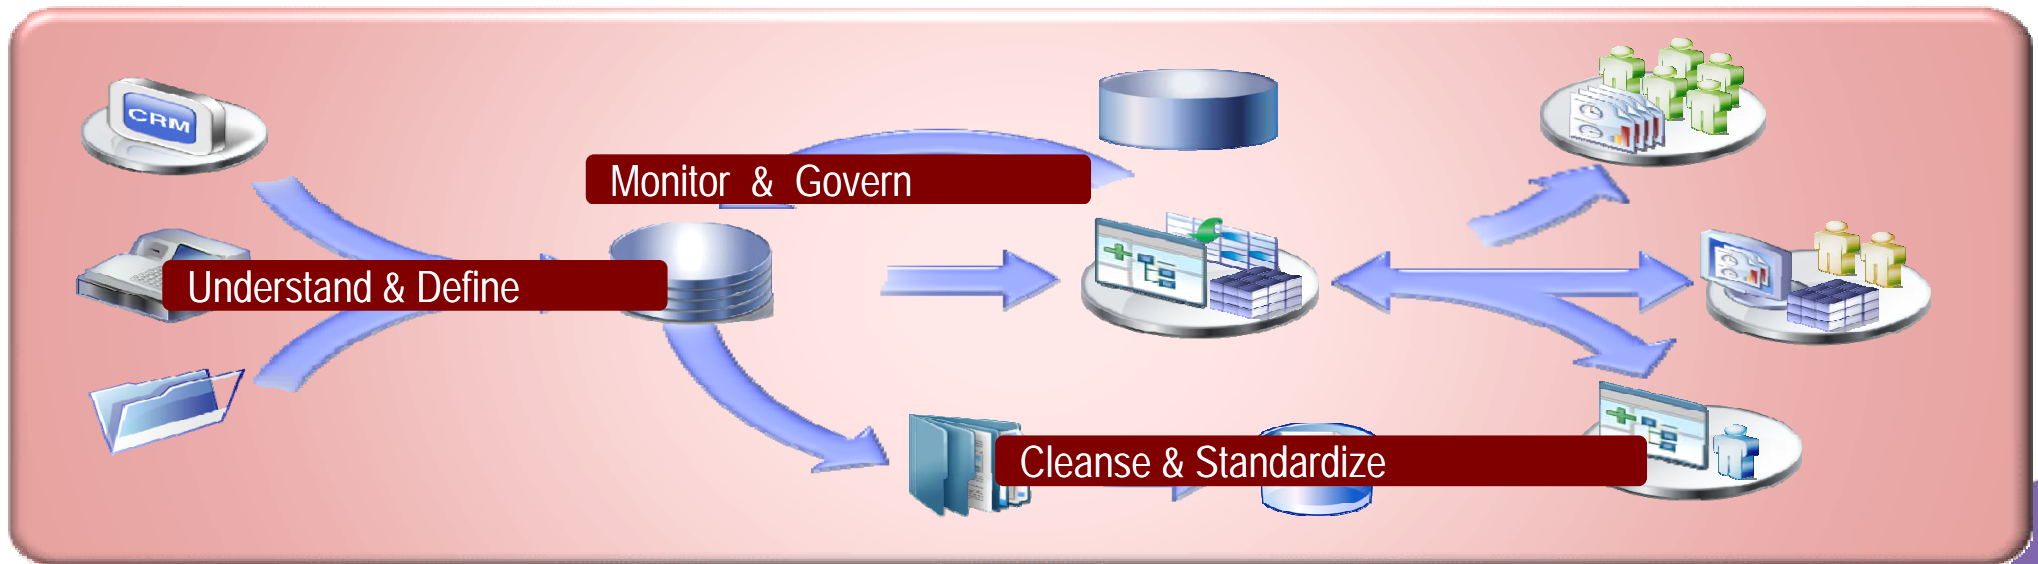 CRM
Monitor & Govern
Understand & Define
Cleanse & Standardize